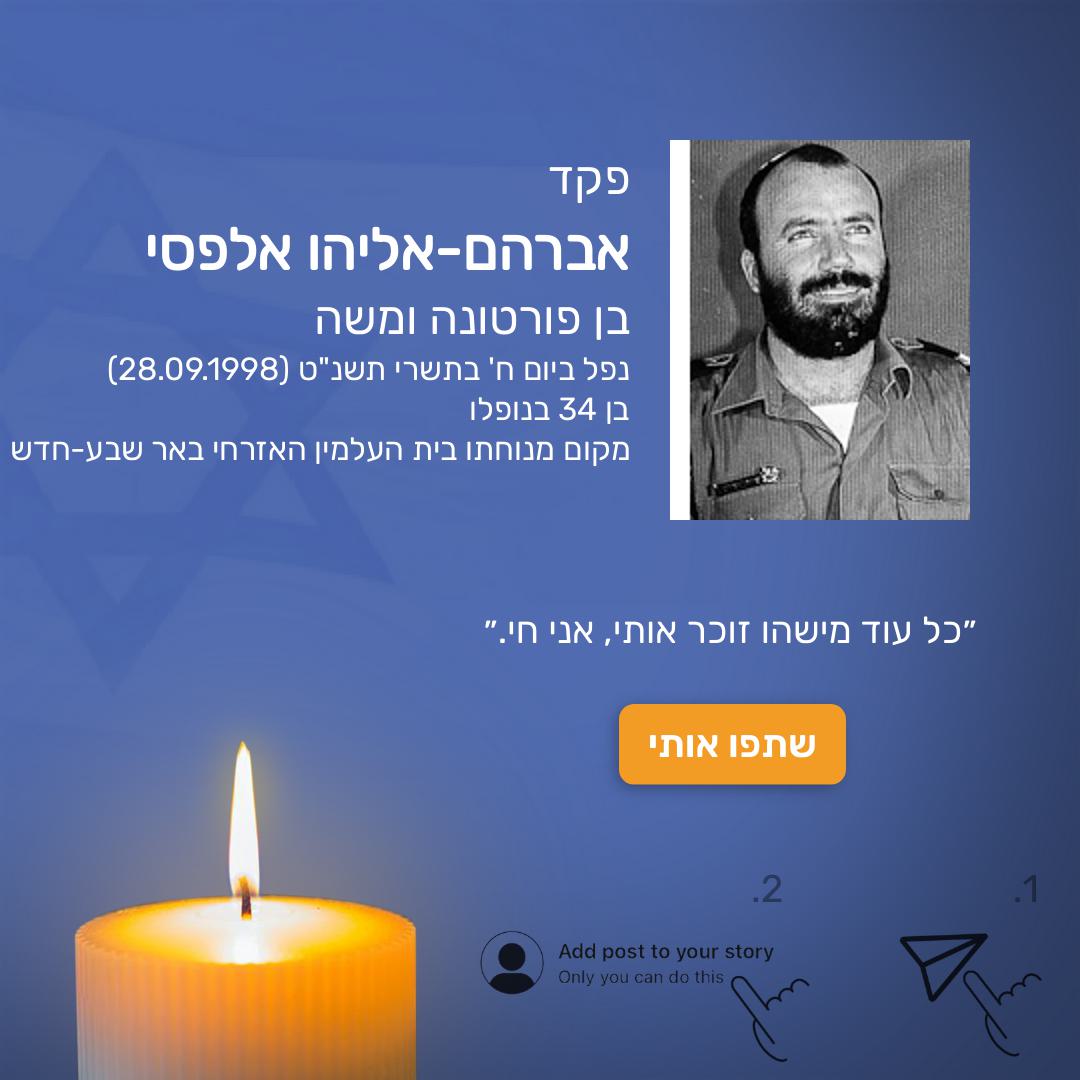 פקד
אברהם-אליהו אלפסי
בן פורטונה ומשה
נפל ביום ח' בתשרי תשנ"ט (28.09.1998)
בן 34 בנופלו
מקום מנוחתו בית העלמין האזרחי באר שבע-חדש
״כל עוד מישהו זוכר אותי, אני חי.״
שתפו אותי
1.
2.
Add post to your story
Only you can do this